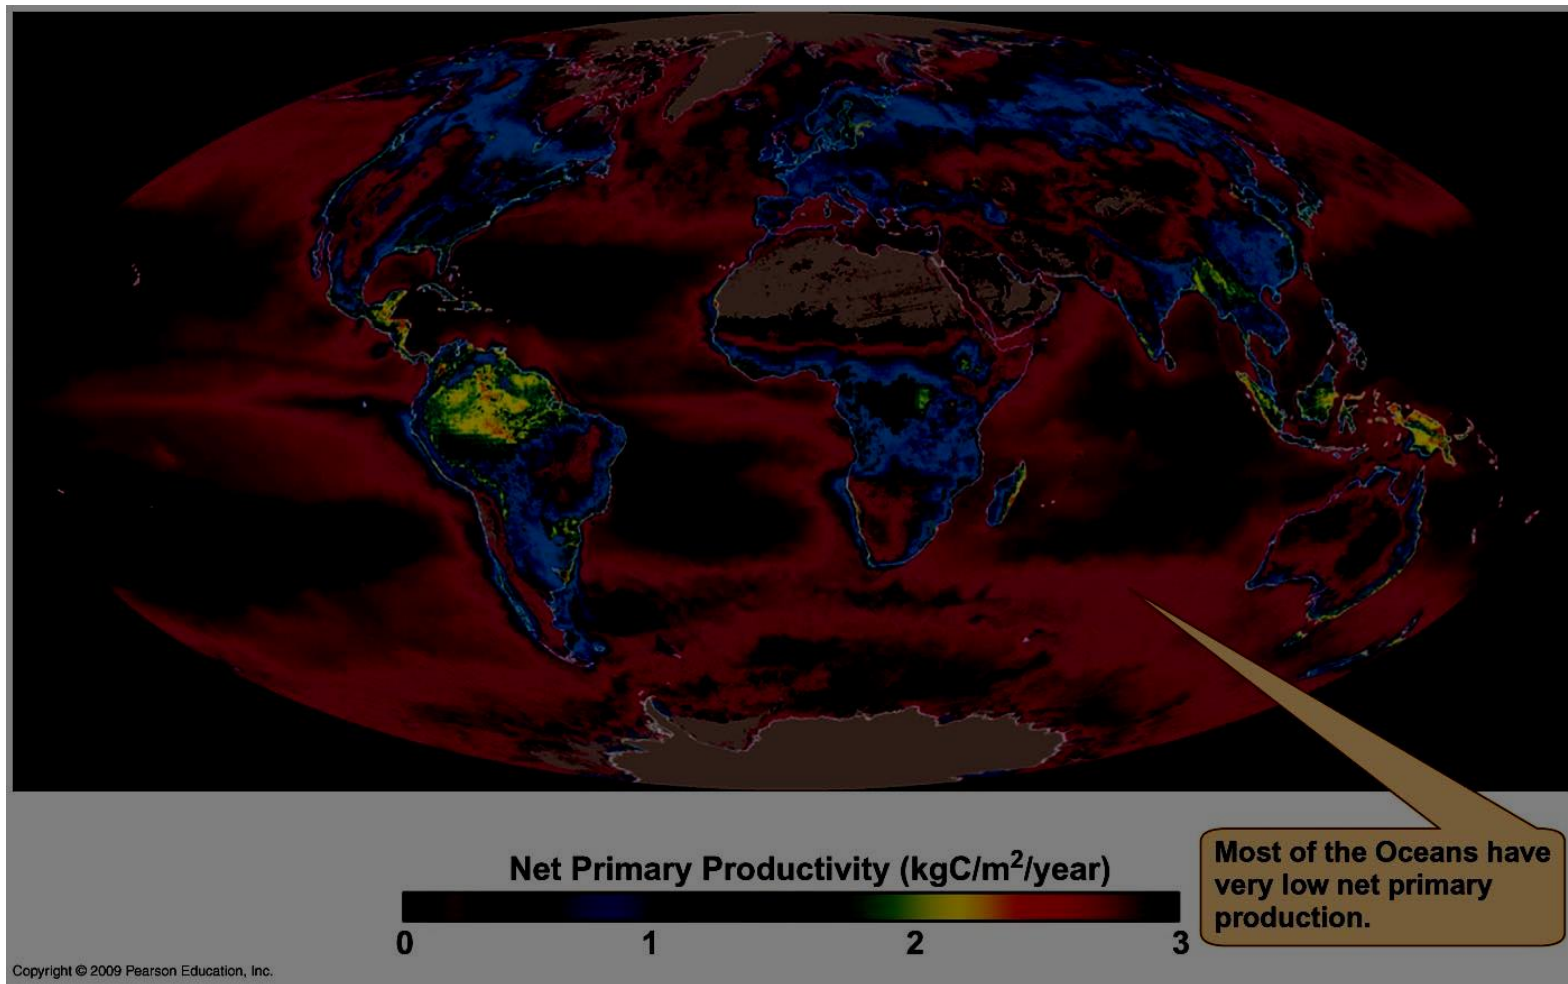 Net Primary Productivity (kgC/m²/year)
0 1 2 3
Most of the Oceans have
very low net primary
production.
Copyright © 2009 Pearson Education, Inc.